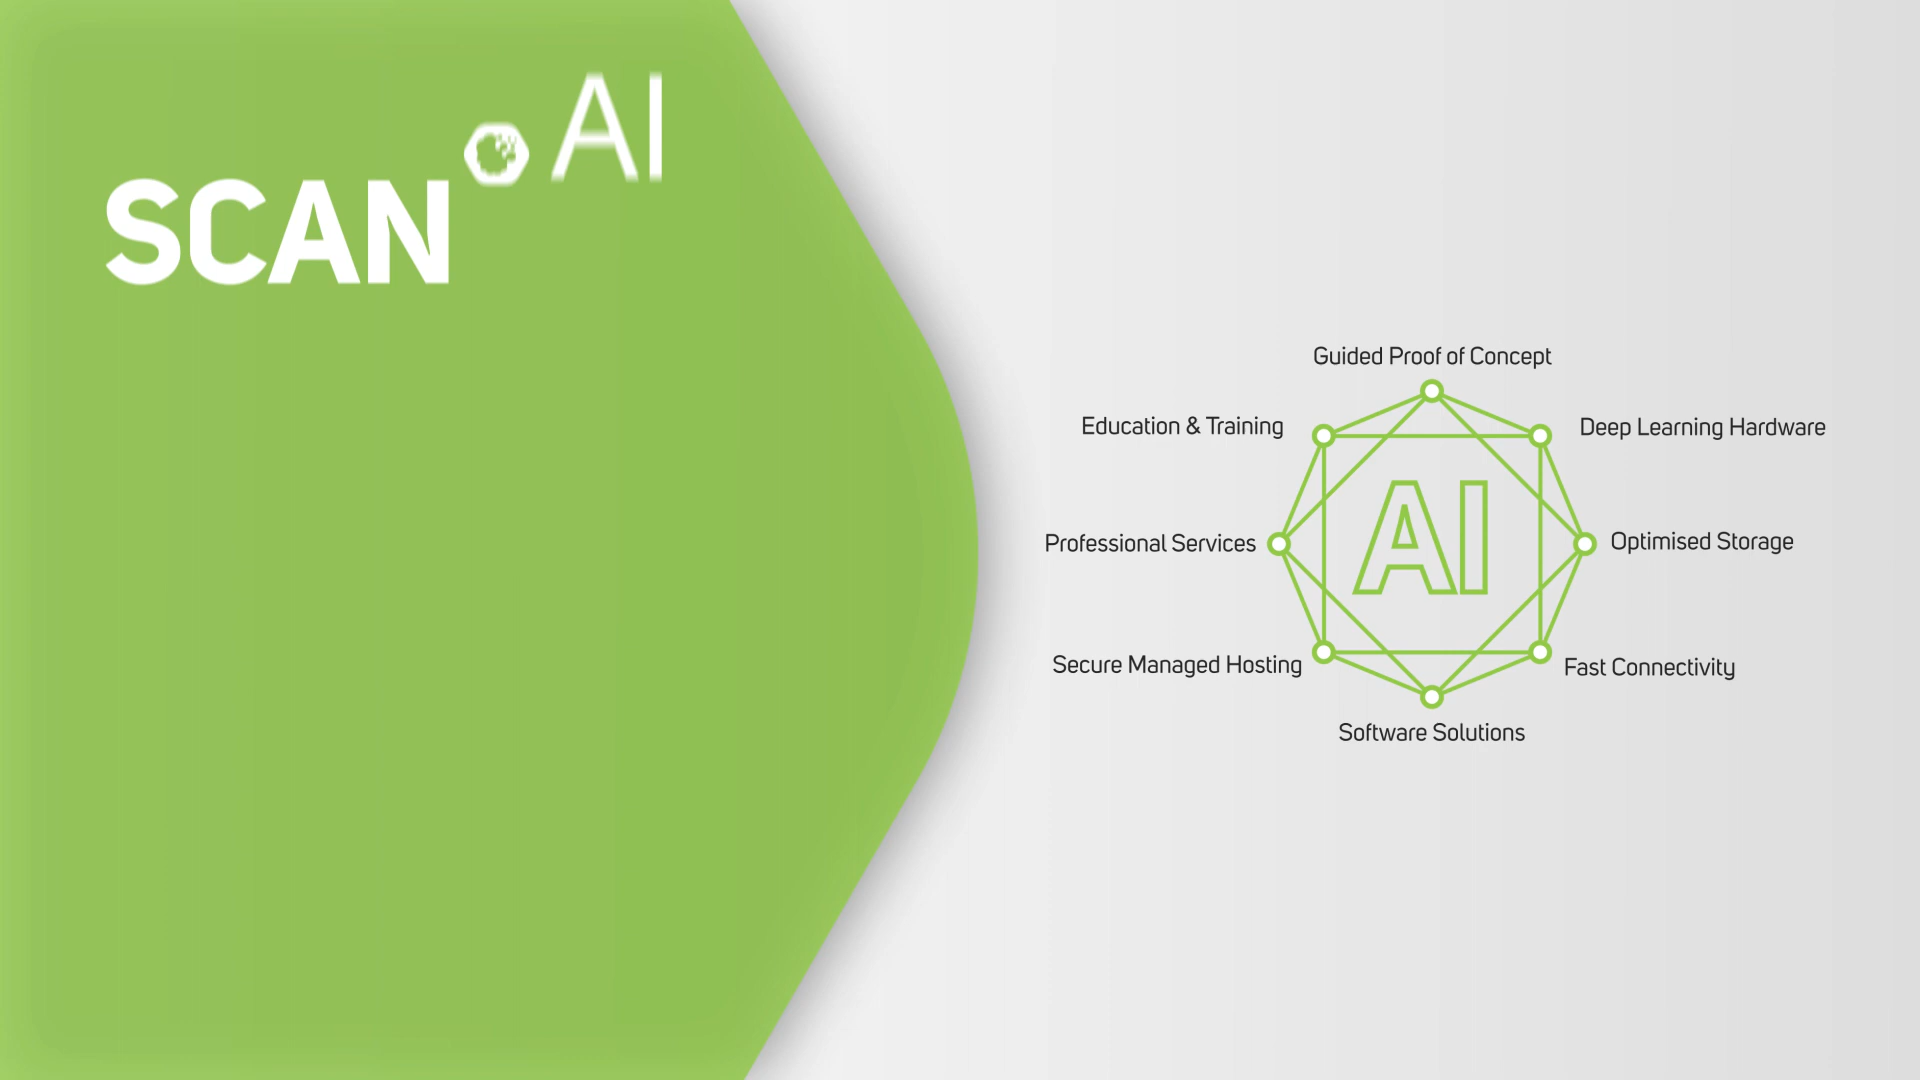 SCAN AI
Guided Proof of Concept
Education & Training
Deep Learning Hardware
AI
Professional Services
Optimised Storage
Secure Managed Hosting
Fast Connectivity
Software Solutions